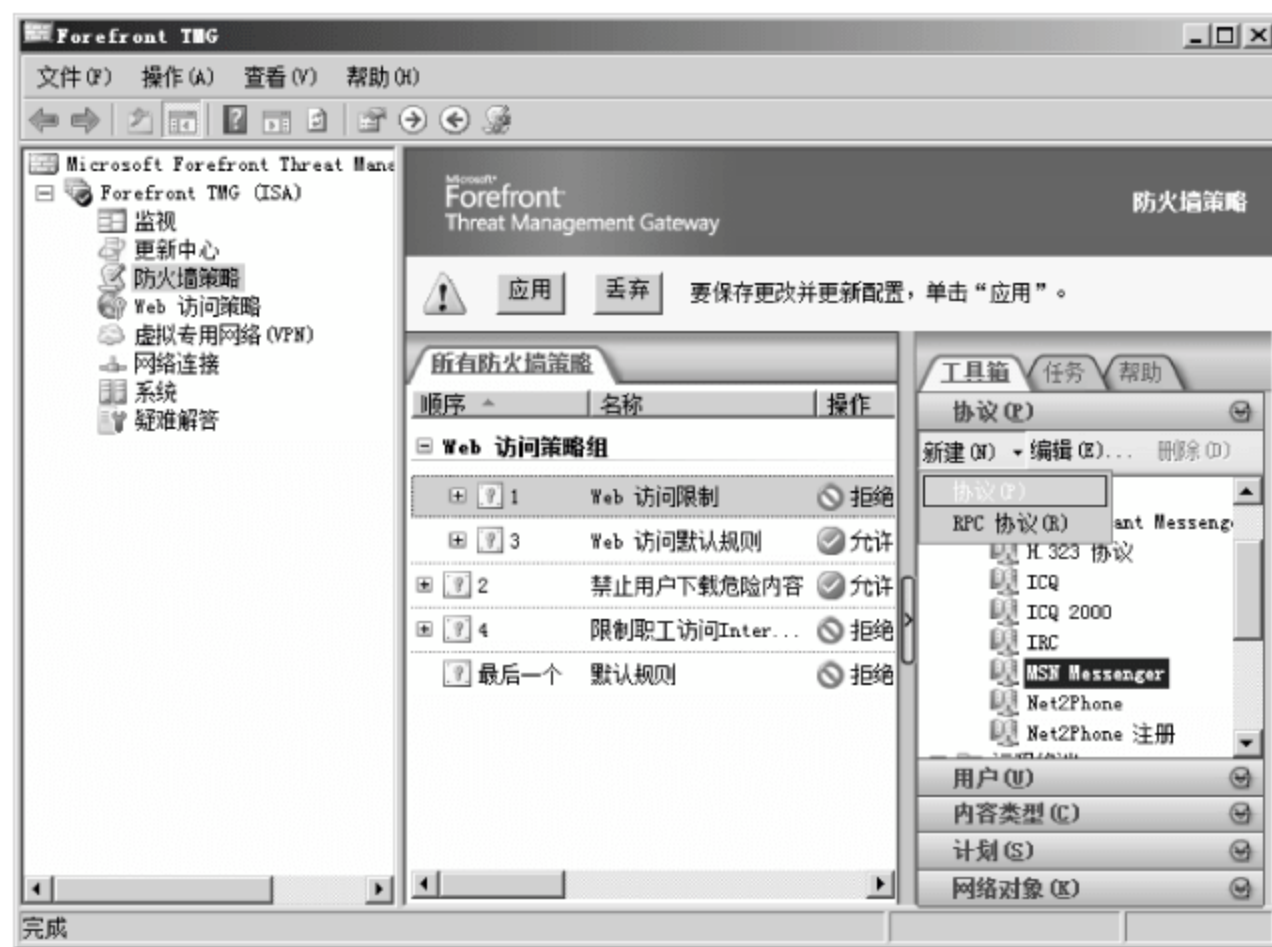 Forefront TMG
文件(F) 操作(A) 查看(V) 帮助(H)
Microsoft Forefront Threat Mana
Forefront TMG (ISA)
监视
更新中心
防火墙策略
Web 访问策略
虚拟专用网络(VPN)
网络连接
系统
疑难解答
Microsoft
Forefront
Threat Management Gateway
防火墙策略
应用 丢弃 要保存更改并更新配置，单击“应用”。
所有防火墙策略
顺序 名称 操作
Web 访问策略组
1 Web 访问限制 拒绝
3 Web 访问默认规则 允许
2 禁止用户下载危险内容 允许
4 限制职工访问Inter... 拒绝
最后一个 默认规则 拒绝
工具箱 任务 帮助
协议(P)
新建(N) 编辑(E)... 删除(D)
协议(P)
RPC 协议(R)
ant Messeng
H.323 协议
ICQ
ICQ 2000
IRC
MSN Messenger
Net2Phone
Net2Phone 注册
用户(U)
内容类型(C)
计划(S)
网络对象(K)
完成